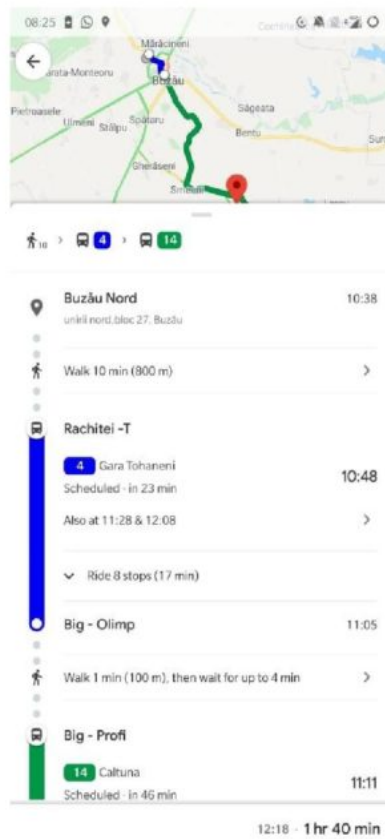 08:25
Mărăcineni
arata-Monteoru
Buzău
Pietroasele
Ulmeni
Stâlpu
Spătaru
Săgeata
Bentu
Gherăseni
Smeeni
10 > 4 > 14
Buzău Nord 10:38
unirii nord,bloc 27, Buzău
Walk 10 min (800 m)
Rachitei -T
4 Gara Tohaneni
10:48
Scheduled · in 23 min
Also at 11:28 & 12:08
Ride 8 stops (17 min)
Big - Olimp 11:05
Walk 1 min (100 m), then wait for up to 4 min
Big - Profi
14 Caltuna
11:11
Scheduled · in 46 min
12:18 · 1 hr 40 min